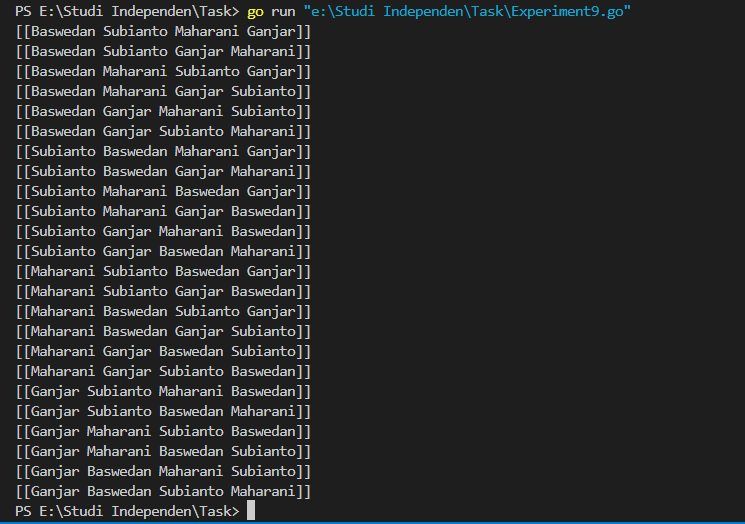 PS E:\Studi Independen\Task> go run "e:\Studi Independen\Task\Experiment9.go"
[[Baswedan Subianto Maharani Ganjar]]
[[Baswedan Subianto Ganjar Maharani]]
[[Baswedan Maharani Subianto Ganjar]]
[[Baswedan Maharani Ganjar Subianto]]
[[Baswedan Ganjar Maharani Subianto]]
[[Baswedan Ganjar Subianto Maharani]]
[[Subianto Baswedan Maharani Ganjar]]
[[Subianto Baswedan Ganjar Maharani]]
[[Subianto Maharani Baswedan Ganjar]]
[[Subianto Maharani Ganjar Baswedan]]
[[Subianto Ganjar Maharani Baswedan]]
[[Subianto Ganjar Baswedan Maharani]]
[[Maharani Subianto Baswedan Ganjar]]
[[Maharani Subianto Ganjar Baswedan]]
[[Maharani Baswedan Subianto Ganjar]]
[[Maharani Baswedan Ganjar Subianto]]
[[Maharani Ganjar Baswedan Subianto]]
[[Maharani Ganjar Subianto Baswedan]]
[[Ganjar Subianto Maharani Baswedan]]
[[Ganjar Subianto Baswedan Maharani]]
[[Ganjar Maharani Subianto Baswedan]]
[[Ganjar Maharani Baswedan Subianto]]
[[Ganjar Baswedan Maharani Subianto]]
[[Ganjar Baswedan Subianto Maharani]]
PS E:\Studi Independen\Task>